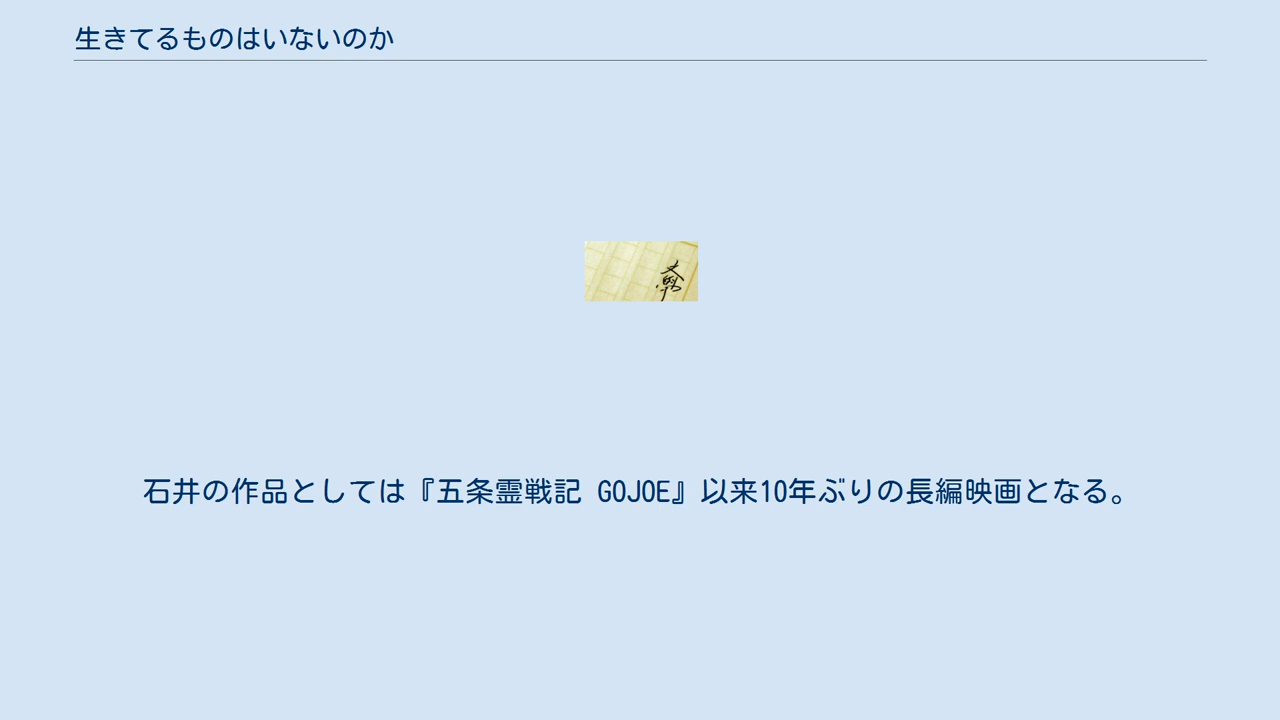 生きてるものはいないのか
石井の作品としては『五条霊戦記 GOJOE』以来10年ぶりの長編映画となる。